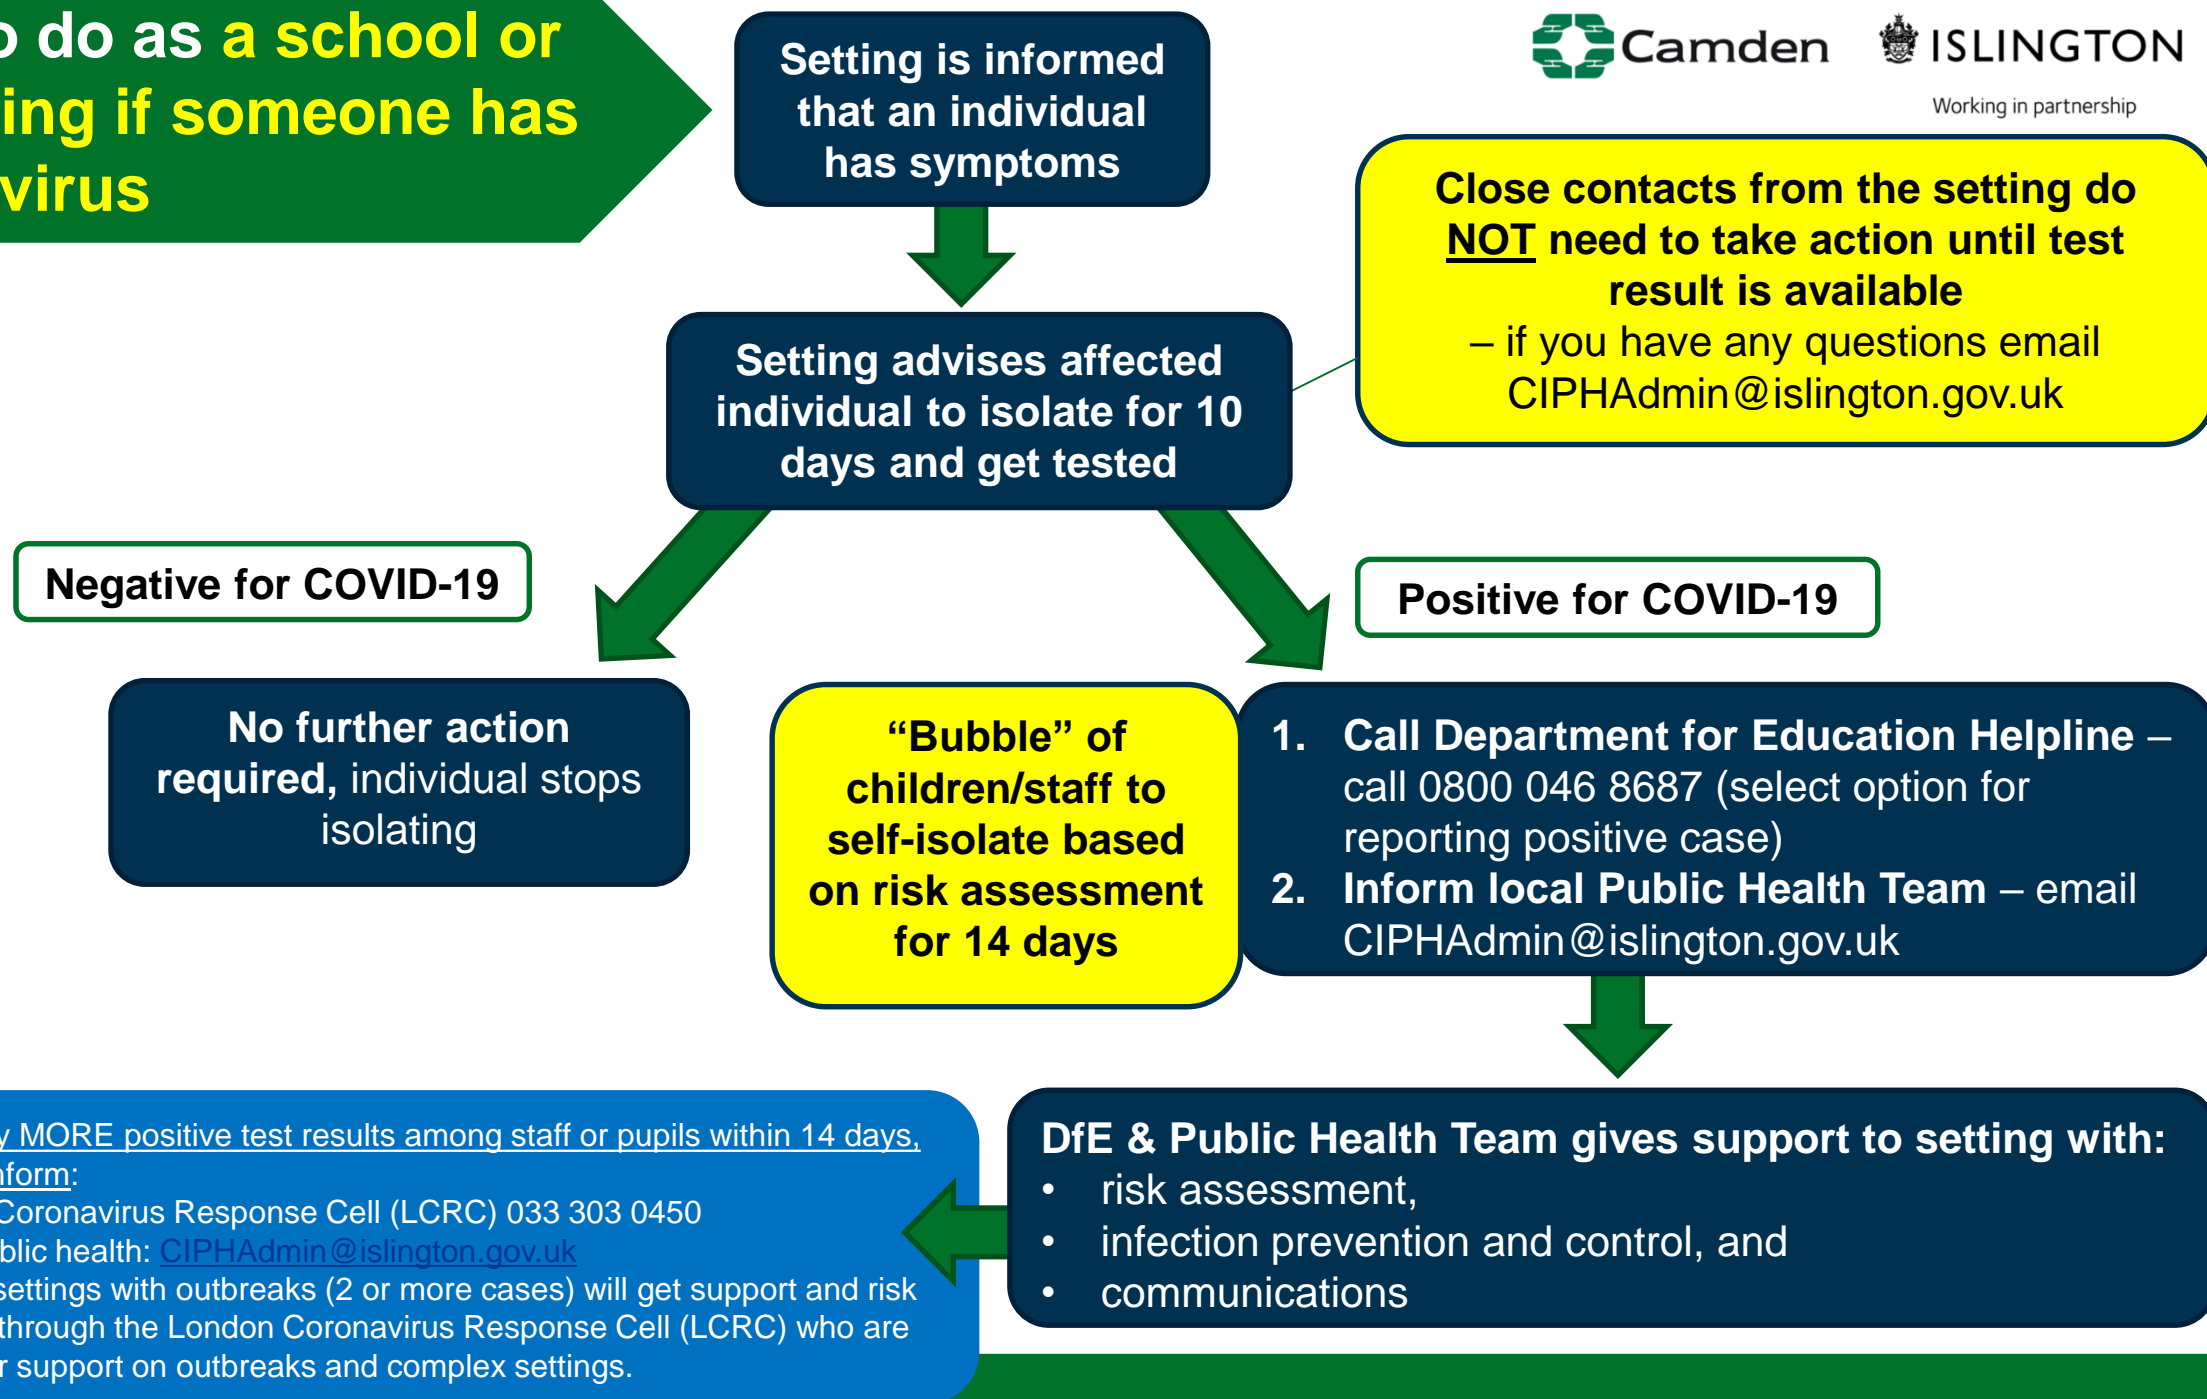 o do as a school or
ing if someone has
virus
Setting is informed
that an individual
has symptoms
Camden
ISLINGTON
Working in partnership
Close contacts from the setting do
NOT need to take action until test
result is available
– if you have any questions email
CIPHAdmin@islington.gov.uk
Setting advises affected
individual to isolate for 10
days and get tested
Negative for COVID-19
Positive for COVID-19
No further action
required, individual stops
isolating
“Bubble” of
children/staff to
self-isolate based
on risk assessment
for 14 days
1. Call Department for Education Helpline –
call 0800 046 8687 (select option for
reporting positive case)
2. Inform local Public Health Team – email
CIPHAdmin@islington.gov.uk
DfE & Public Health Team gives support to setting with:
• risk assessment,
• infection prevention and control, and
• communications
y MORE positive test results among staff or pupils within 14 days,
nform:
Coronavirus Response Cell (LCRC) 033 303 0450
blic health: CIPHAdmin@islington.gov.uk
settings with outbreaks (2 or more cases) will get support and risk
through the London Coronavirus Response Cell (LCRC) who are
r support on outbreaks and complex settings.